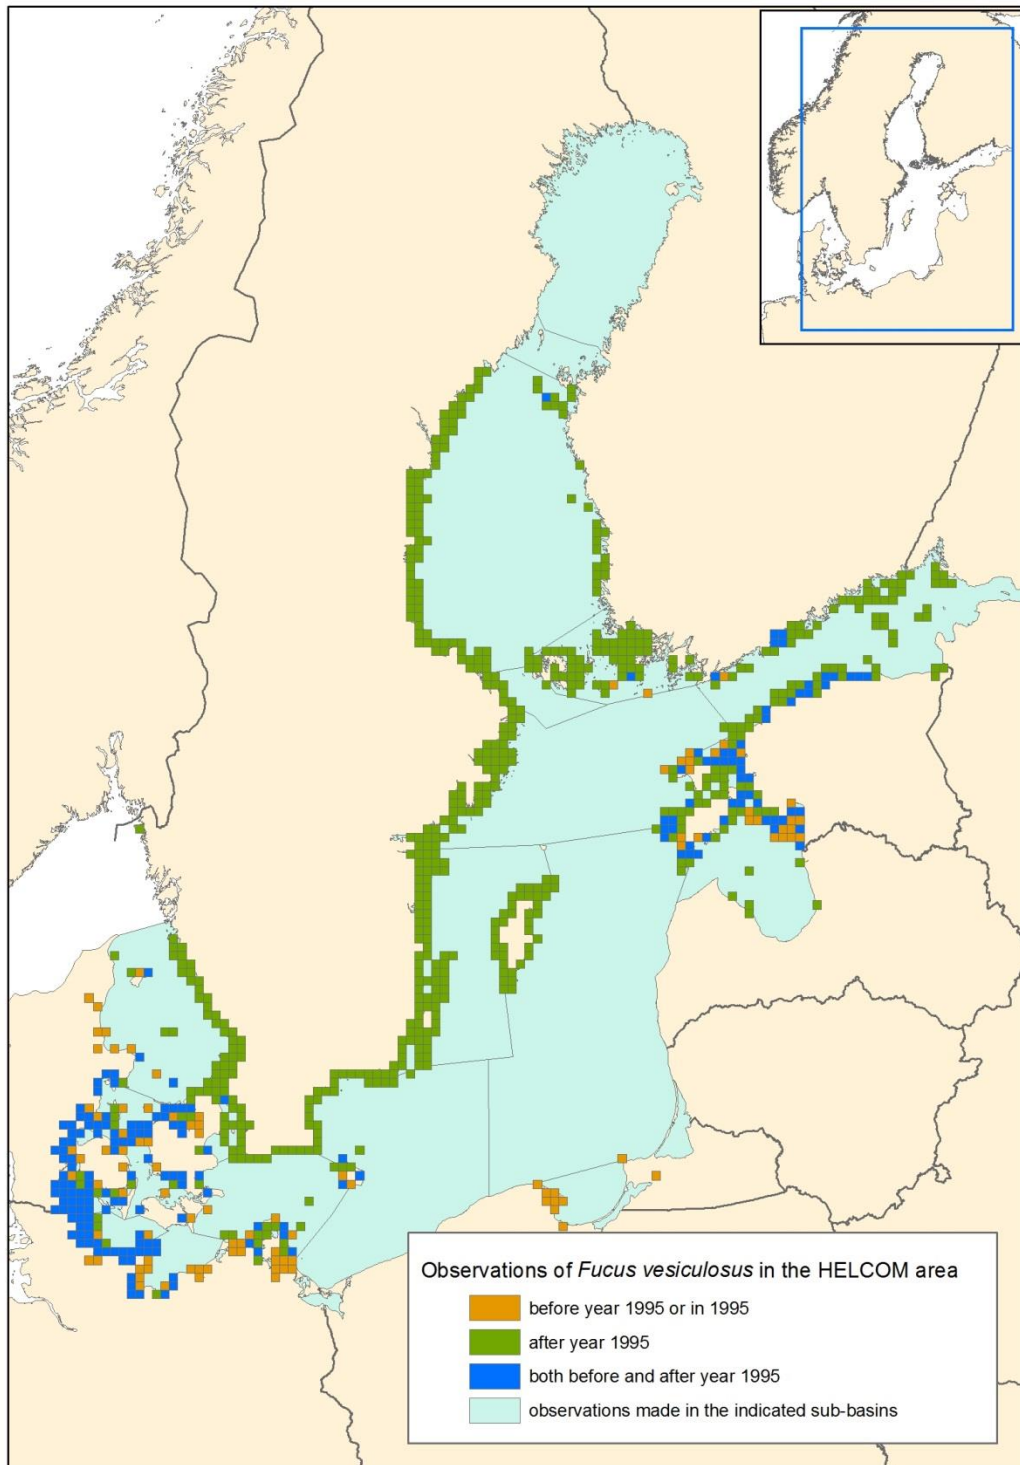 Observations of Fucus vesiculosus in the HELCOM area
before year 1995 or in 1995
after year 1995
both before and after year 1995
observations made in the indicated sub-basins